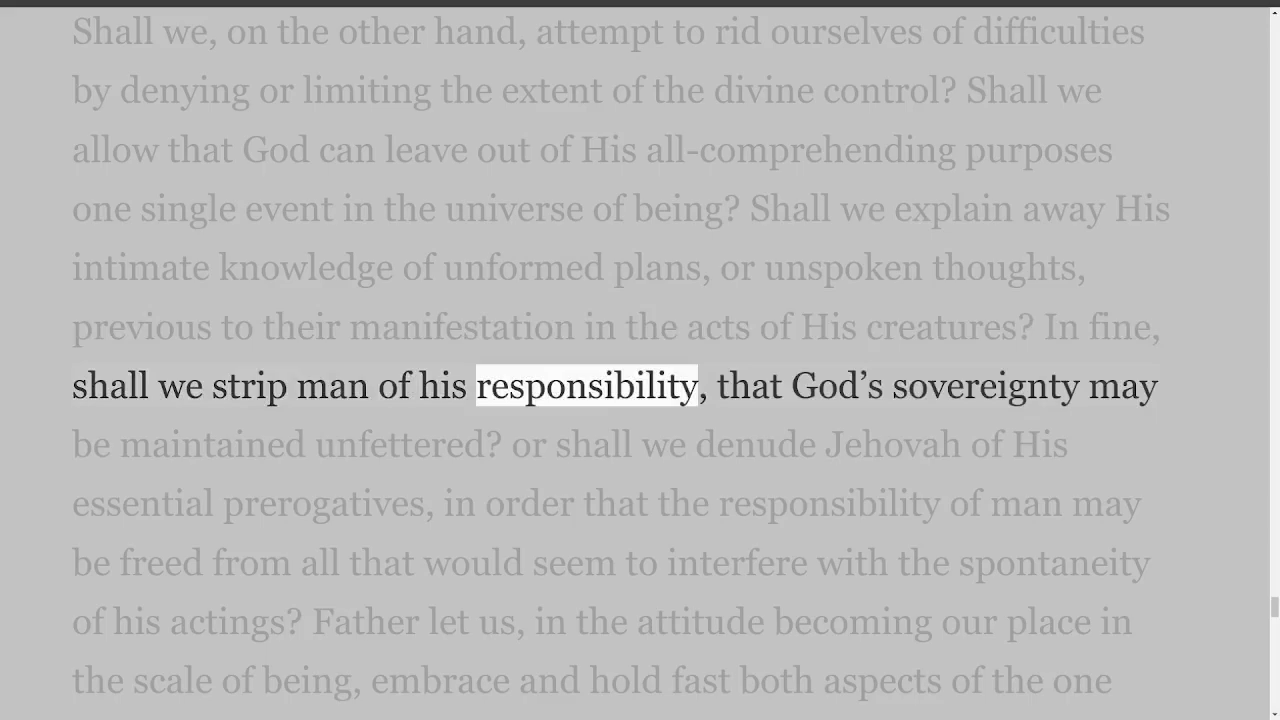 Shall we, on the other hand, attempt to rid ourselves of difficulties
by denying or limiting the extent of the divine control? Shall we
allow that God can leave out of His all-comprehending purposes
one single event in the universe of being? Shall we explain away His
intimate knowledge of unformed plans, or unspoken thoughts,
previous to their manifestation in the acts of His creatures? In fine,
shall we strip man of his responsibility, that God’s sovereignty may
be maintained unfettered? or shall we denude Jehovah of His
essential prerogatives, in order that the responsibility of man may
be freed from all that would seem to interfere with the spontaneity
of his actings? Father let us, in the attitude becoming our place in
the scale of being, embrace and hold fast both aspects of the one